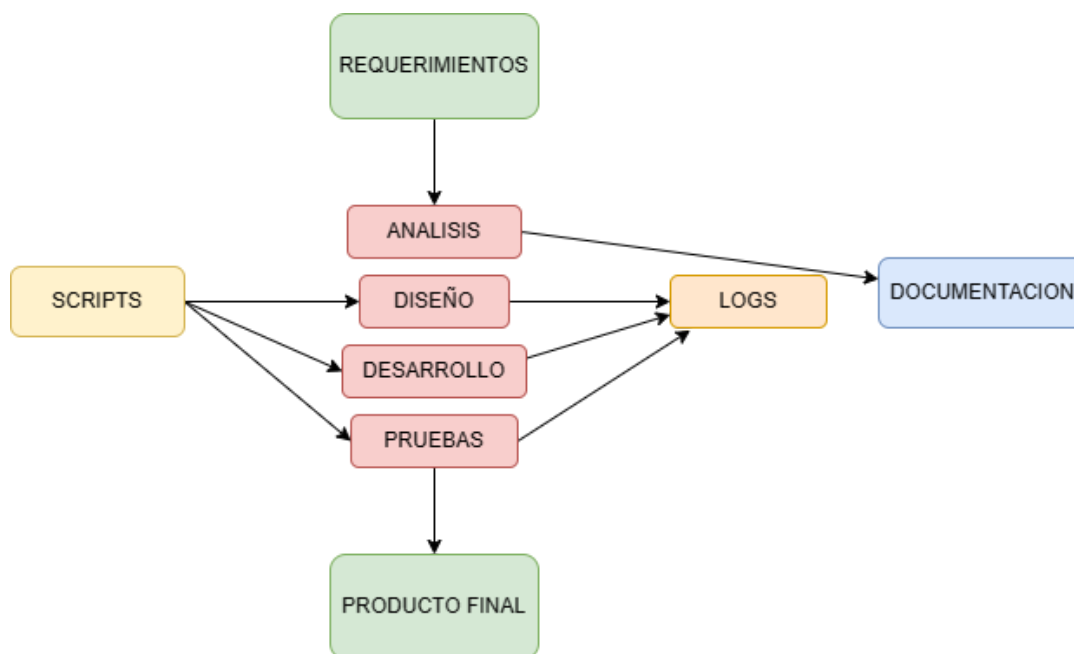 REQUERIMIENTOS
ANALISIS
SCRIPTS
DISEÑO
LOGS
DOCUMENTACION
DESARROLLO
PRUEBAS
PRODUCTO FINAL